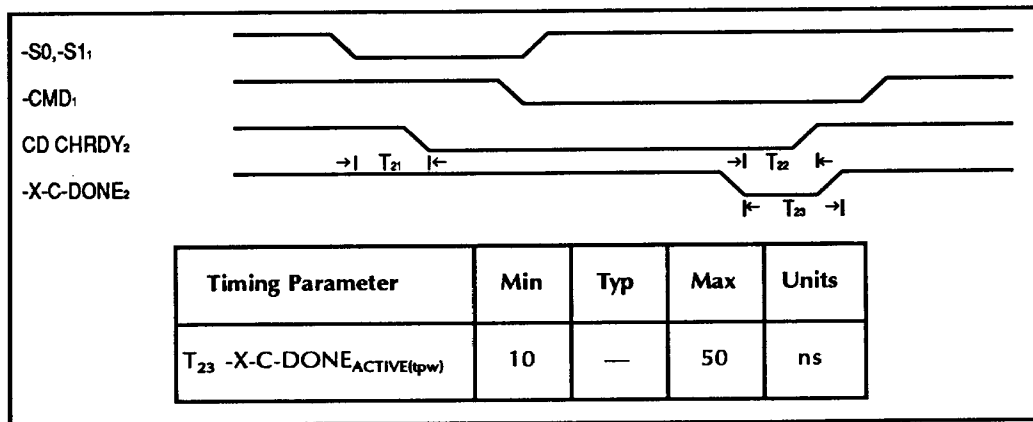 -S0,-S1₁
-CMD₁
CD CHRDY₂
T₂₁ T₂₂
-X-C-DONE₂
T₂₃
Timing Parameter Min Typ Max Units
T₂₃ -X-C-DONE_ACTIVE(tpw) 10 — 50 ns